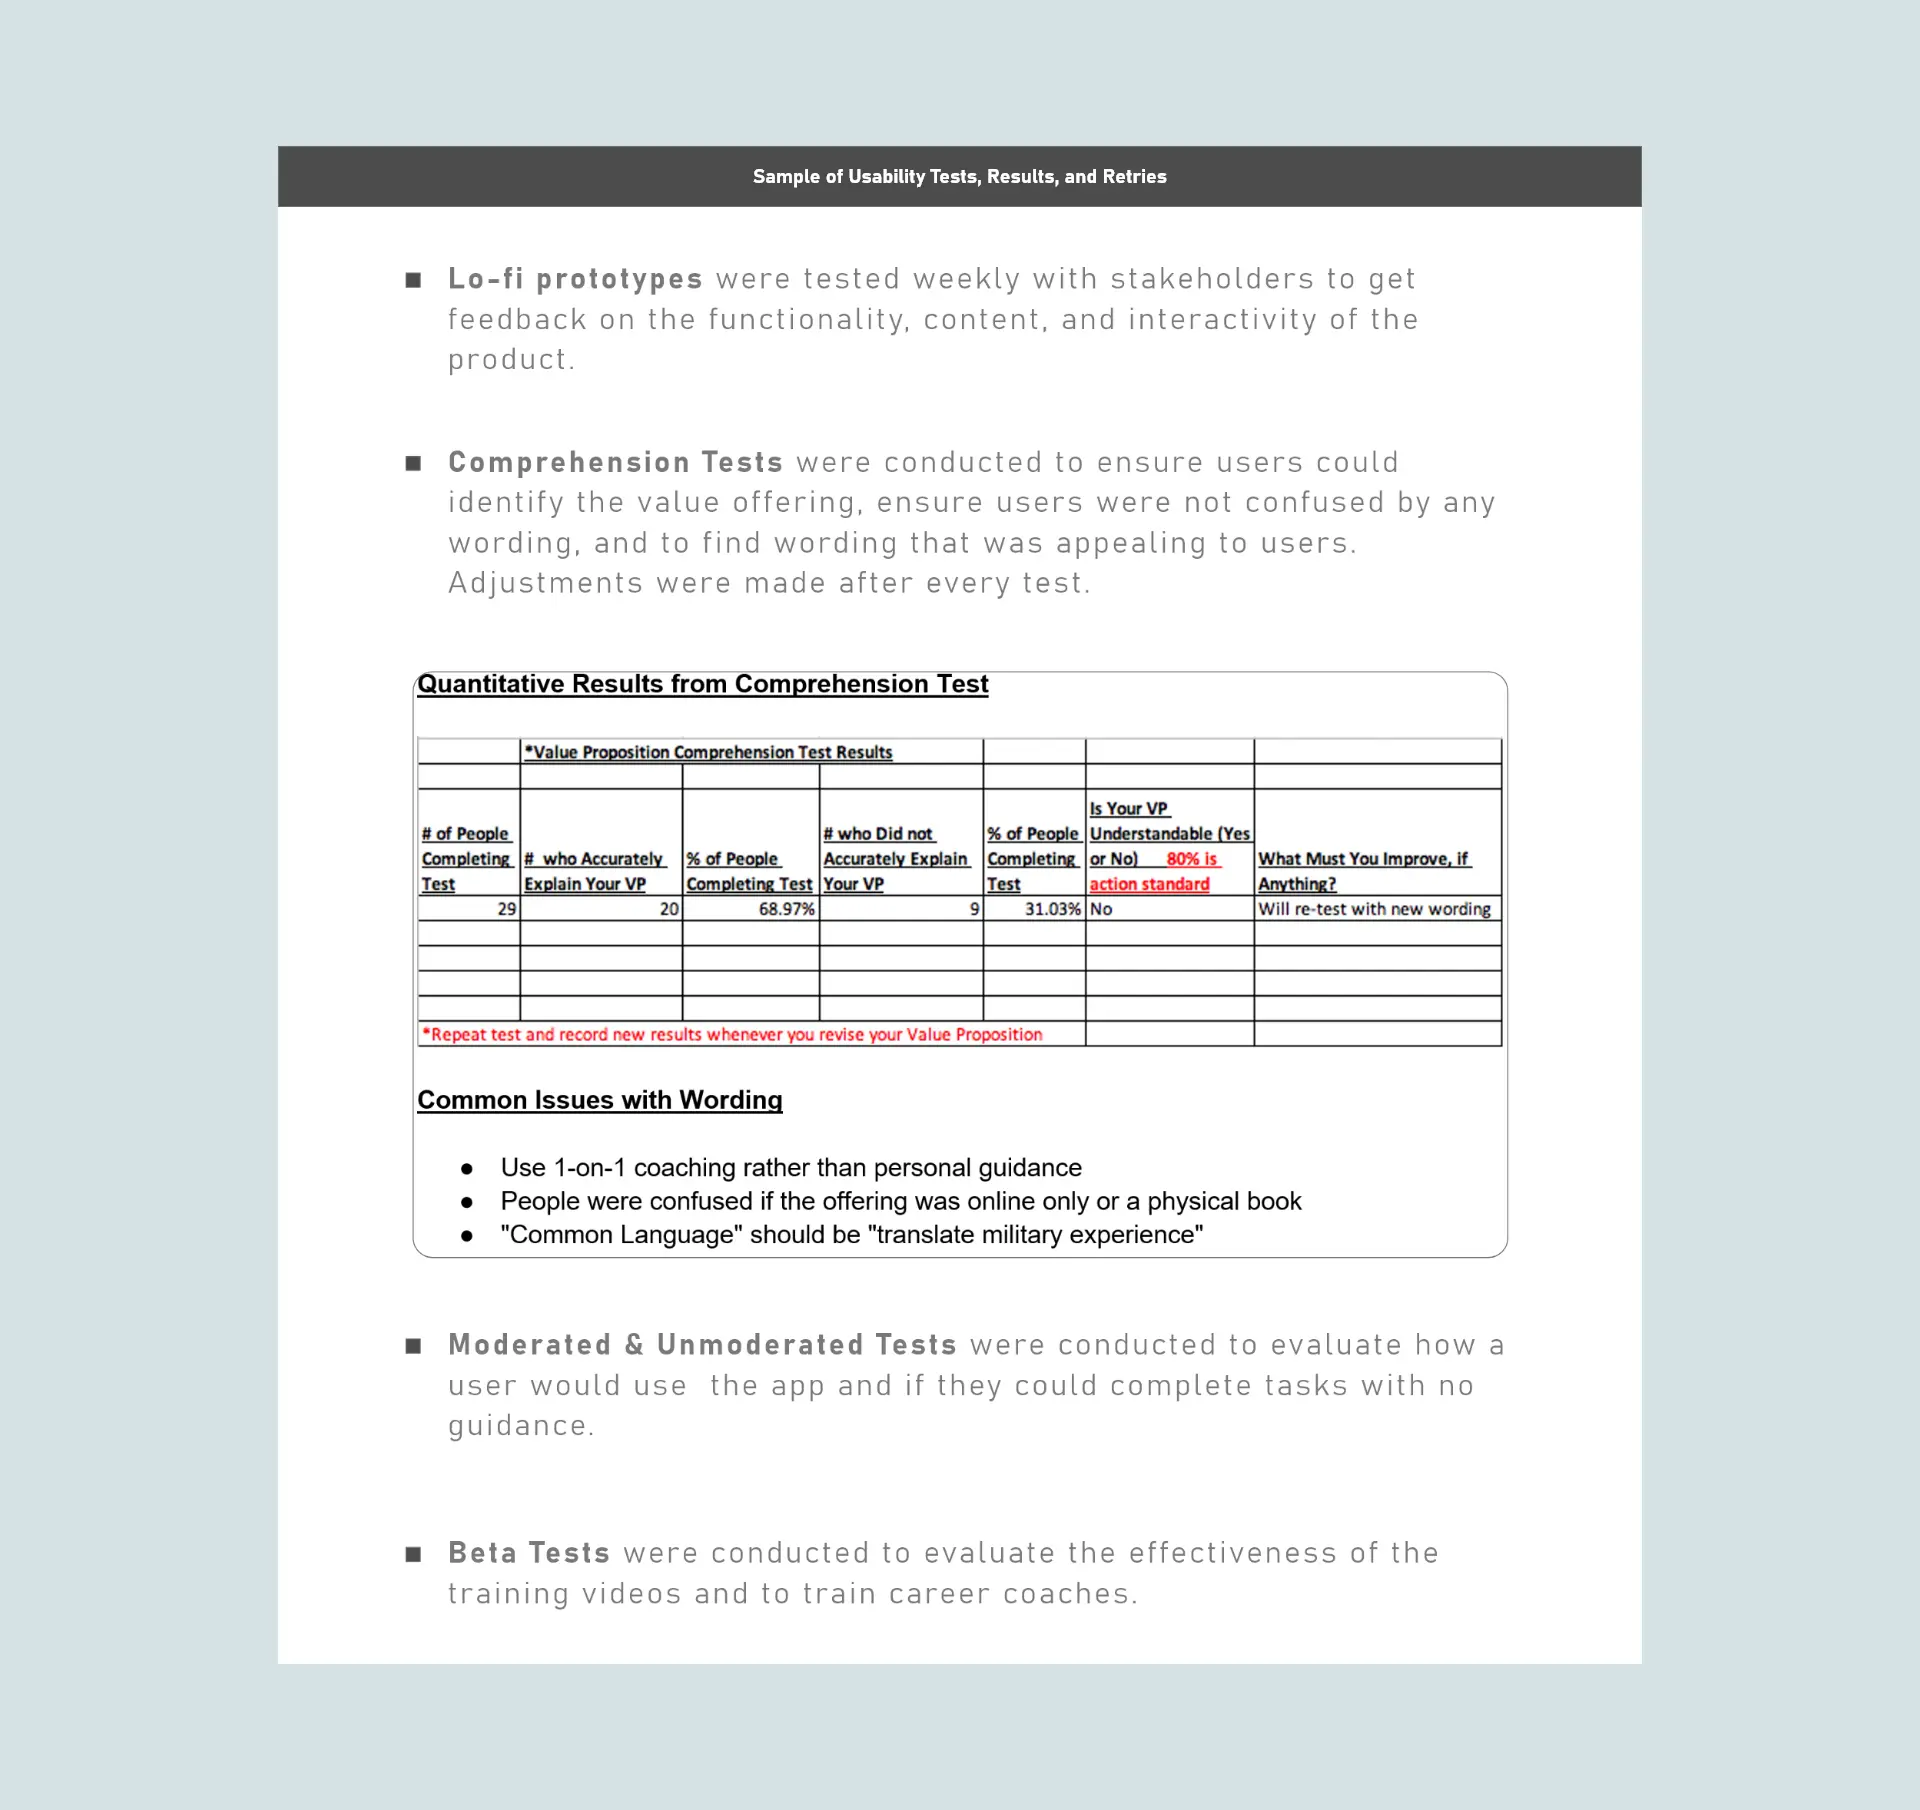 Sample of Usability Tests, Results, and Retries
■ Lo-fi prototypes were tested weekly with stakeholders to get
feedback on the functionality, content, and interactivity of the
product.
■ Comprehension Tests were conducted to ensure users could
identify the value offering, ensure users were not confused by any
wording, and to find wording that was appealing to users.
Adjustments were made after every test.
Quantitative Results from Comprehension Test
*Value Proposition Comprehension Test Results
# of People
Completing
Test
# who Accurately
Explain Your VP
% of People
Completing Test
# who Did not
Accurately Explain
Your VP
% of People
Completing
Test
Is Your VP
Understandable (Yes
or No) 80% is
action standard
What Must You Improve, if
Anything?
29 20 68.97% 9 31.03% No Will re-test with new wording
*Repeat test and record new results whenever you revise your Value Proposition
Common Issues with Wording
● Use 1-on-1 coaching rather than personal guidance
● People were confused if the offering was online only or a physical book
● "Common Language" should be "translate military experience"
■ Moderated & Unmoderated Tests were conducted to evaluate how a
user would use the app and if they could complete tasks with no
guidance.
■ Beta Tests were conducted to evaluate the effectiveness of the
training videos and to train career coaches.